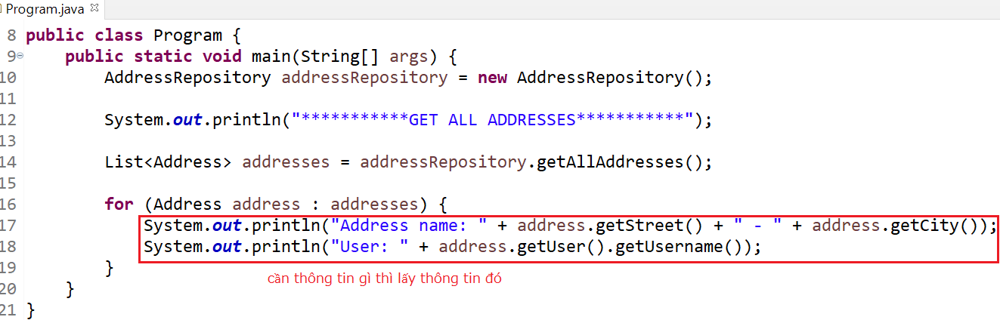 Program.java
8 public class Program {
9 public static void main(String[] args) {
10 AddressRepository addressRepository = new AddressRepository();
11
12 System.out.println("***********GET ALL ADDRESSES***********");
13
14 List<Address> addresses = addressRepository.getAllAddresses();
15
16 for (Address address : addresses) {
17 System.out.println("Address name: " + address.getStreet() + " - " + address.getCity());
18 System.out.println("User: " + address.getUser().getUsername());
19 }
cần thông tin gì thì lấy thông tin đó
20 }
21 }